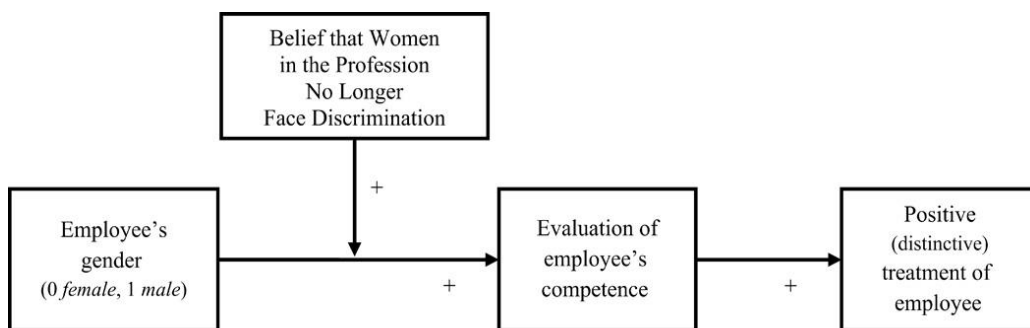 Belief that Women
in the Profession
No Longer
Face Discrimination
+
Employee’s
gender
(0 female, 1 male)
+
Evaluation of
employee’s
competence
+
Positive
(distinctive)
treatment of
employee